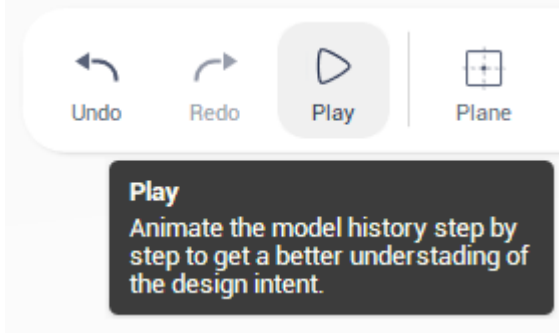 Undo Redo Play Plane
Play
Animate the model history step by
step to get a better understading of
the design intent.